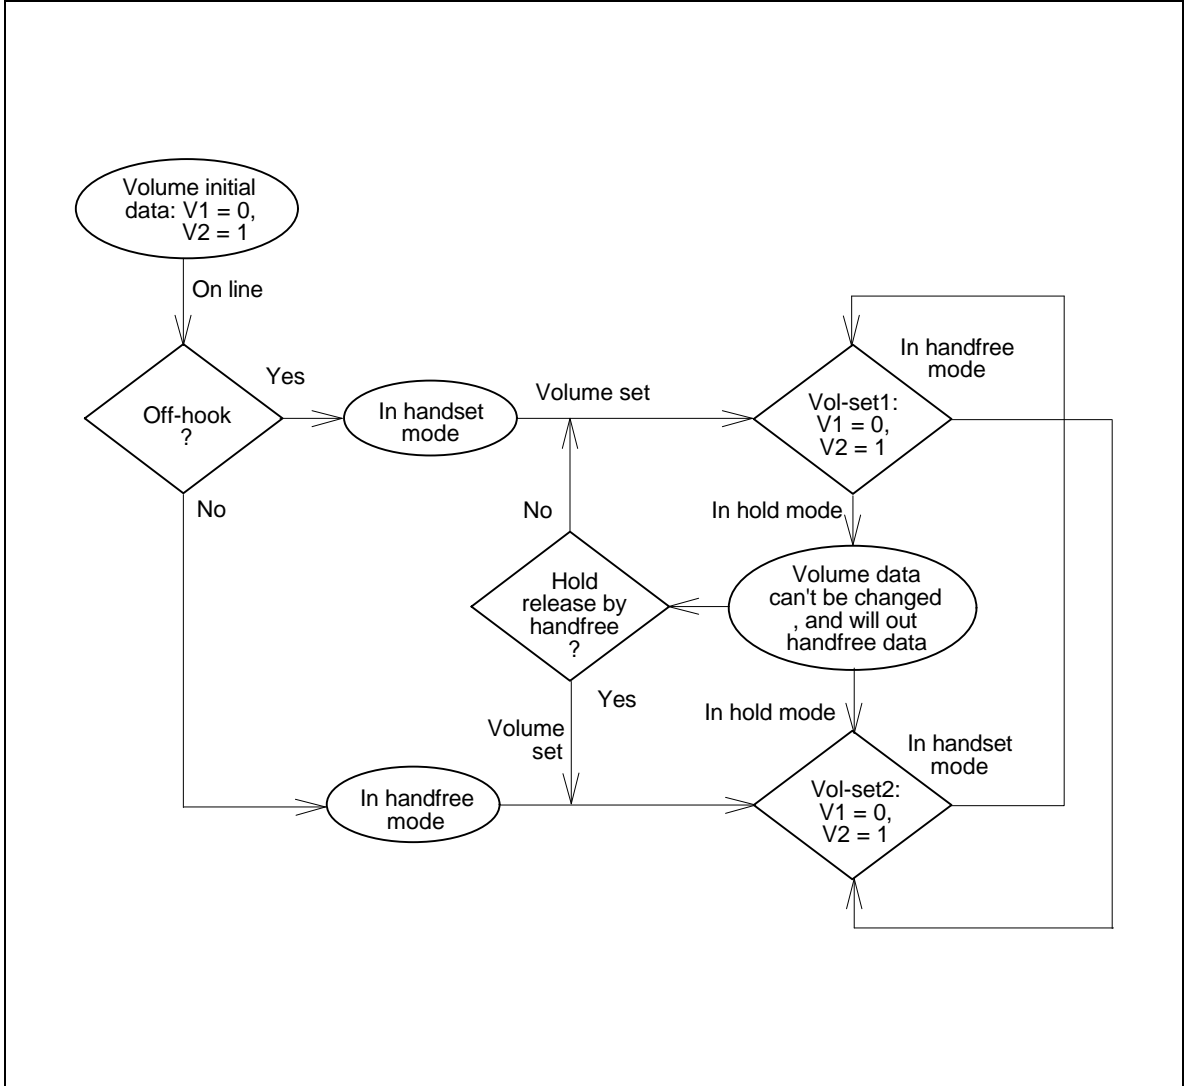 Volume initial
data: V1 = 0,
V2 = 1
On line
Off-hook
?
Yes
No
In handset
mode
Volume set
Vol-set1:
V1 = 0,
V2 = 1
In handfree
mode
In hold mode
Volume data
can't be changed
, and will out
handfree data
Hold
release by
handfree
?
No
Yes
Volume
set
In hold mode
In handfree
mode
Vol-set2:
V1 = 0,
V2 = 1
In handset
mode